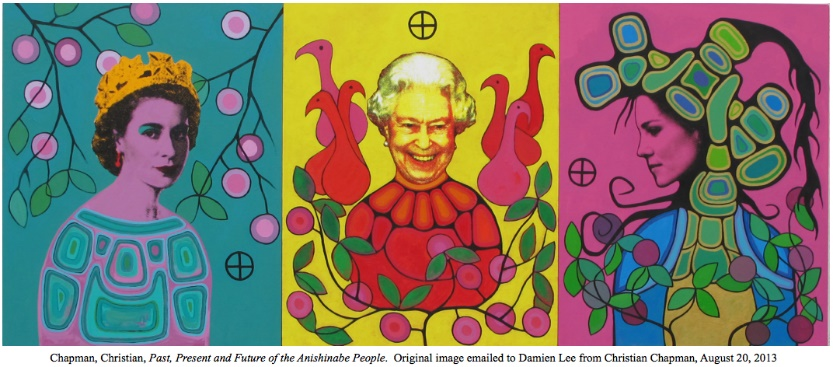 Chapman, Christian, Past, Present and Future of the Anishinabe People. Original image emailed to Damien Lee from Christian Chapman, August 20, 2013